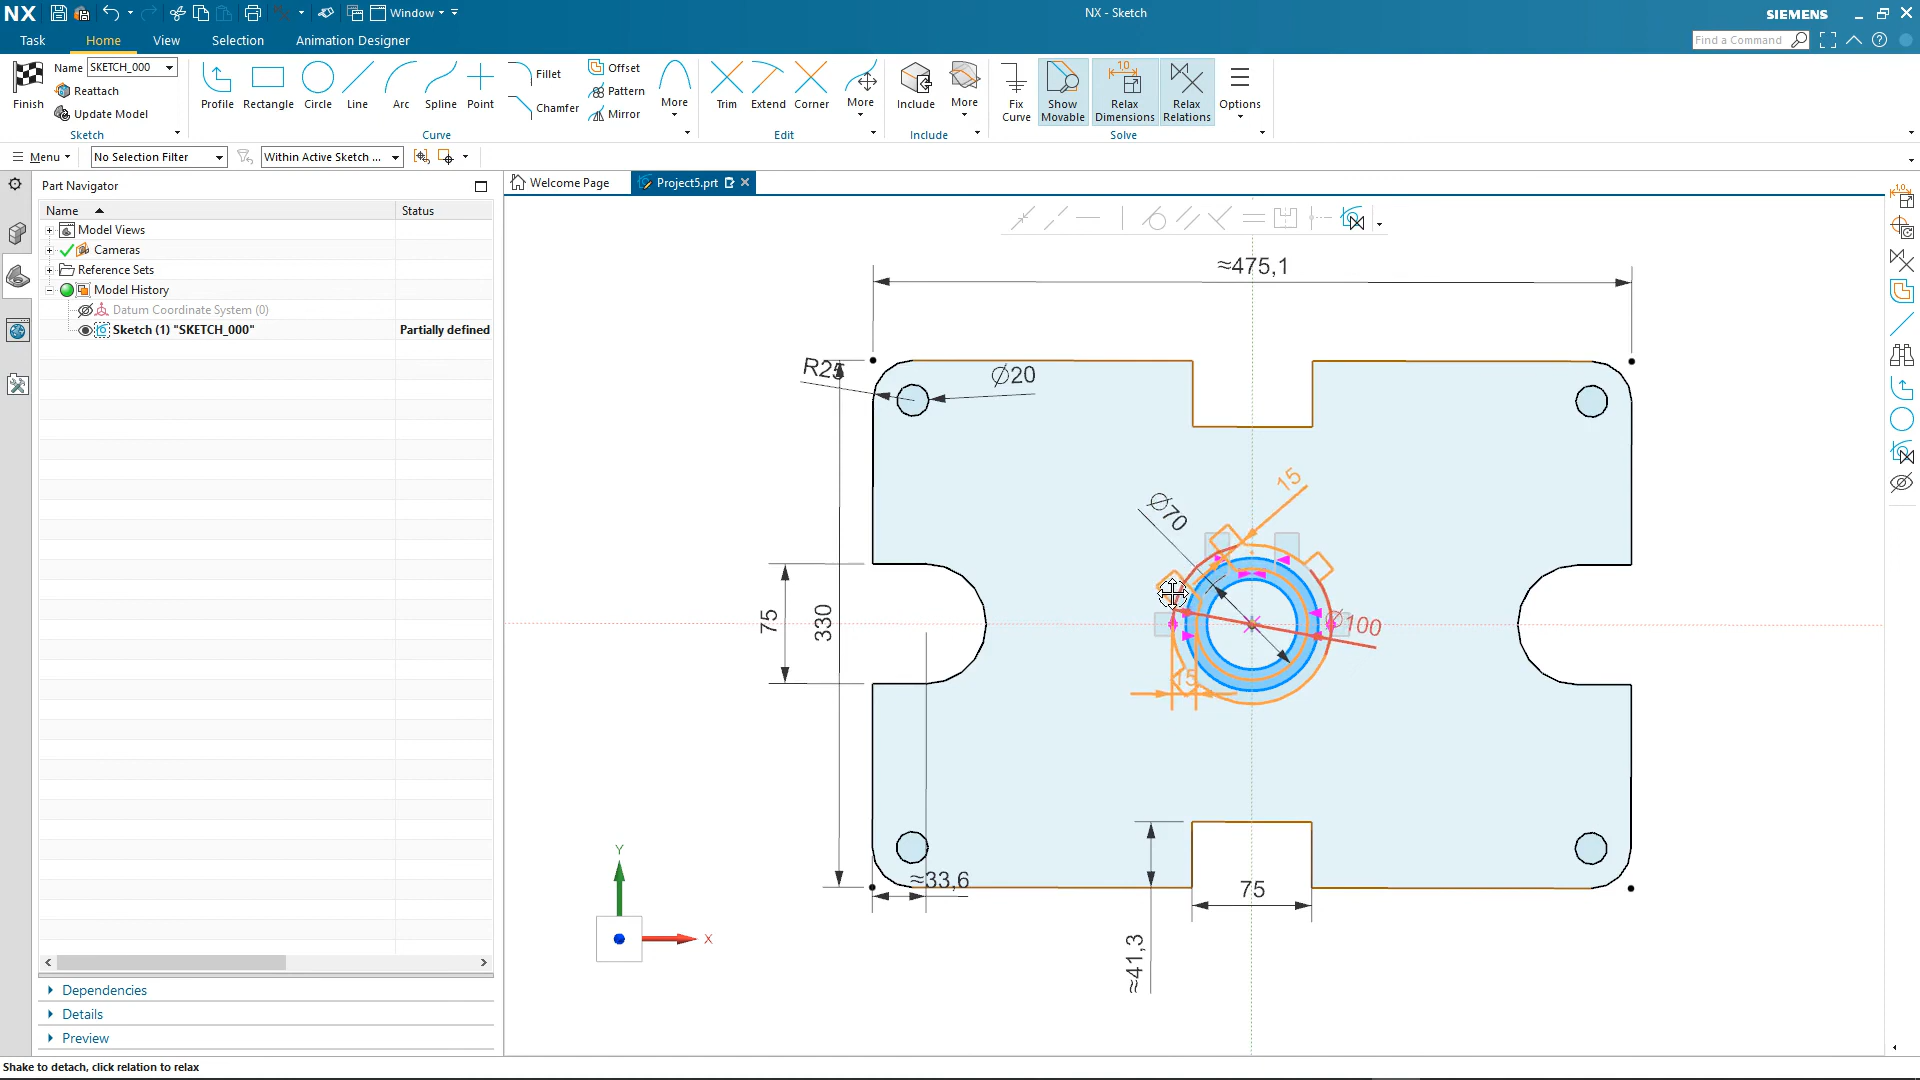 NX
Window
NX - Sketch
SIEMENS
Task
Home
View
Selection
Animation Designer
Find a Command
Name
SKETCH_000
Reattach
Update Model
Finish
Sketch
Profile
Rectangle
Circle
Line
Arc
Spline
Point
Fillet
Chamfer
Offset
Pattern
Mirror
More
Curve
Trim
Extend
Corner
More
Edit
Include
More
Include
Fix Curve
Show Movable
Relax Dimensions
Relax Relations
Options
Solve
Menu
No Selection Filter
Within Active Sketch ...
Part Navigator
Welcome Page
Project5.prt
Name
Status
Model Views
Cameras
Reference Sets
Model History
Datum Coordinate System (0)
Sketch (1) "SKETCH_000"
Partially defined
≈475,1
R25
∅20
15
∅70
75
330
∅100
15
≈33,6
75
≈41,3
Y
X
Dependencies
Details
Preview
Shake to detach, click relation to relax